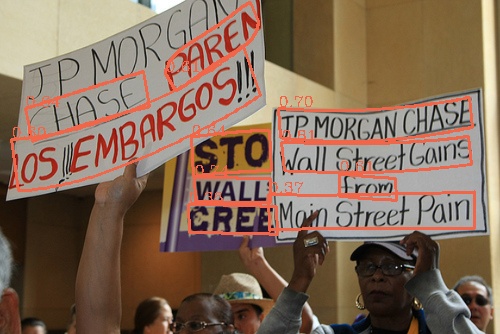 JP MORGAN
CHASE PAREN
LOS EMBARGOS!!!
STO
WALL
GREE
JP MORGAN CHASE
Wall Street Gains
From
Main Street Pain